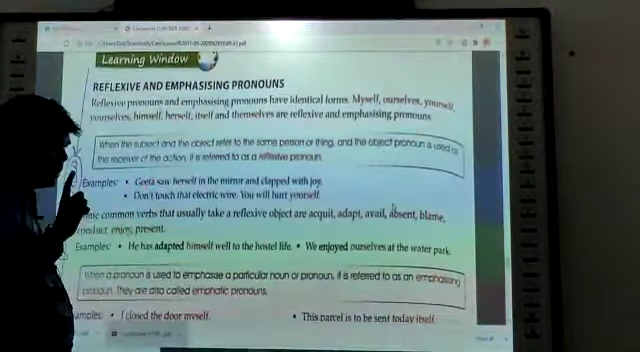 Learning Window
REFLEXIVE AND EMPHASISING PRONOUNS
Reflexive pronouns and emphasising pronouns have identical forms. Myself, ourselves, yourself,
yourselves, himself, herself, itself and themselves are reflexive and emphasising pronouns.
When the subject and the object refer to the same person or thing, and the object pronoun is used as
the receiver of the action, it is referred to as a reflexive pronoun.
Examples: • Geeta saw herself in the mirror and clapped with joy.
• Don't touch that electric wire. You will hurt yourself.
common verbs that usually take a reflexive object are acquit, adapt, avail, absent, blame,
conduct, enjoy, present.
Examples: • He has adapted himself well to the hostel life. • We enjoyed ourselves at the water park.
When a pronoun is used to emphasise a particular noun or pronoun, it is referred to as an emphasising
pronoun. They are also called emphatic pronouns.
amples: • I closed the door myself. • This parcel is to be sent today itself.